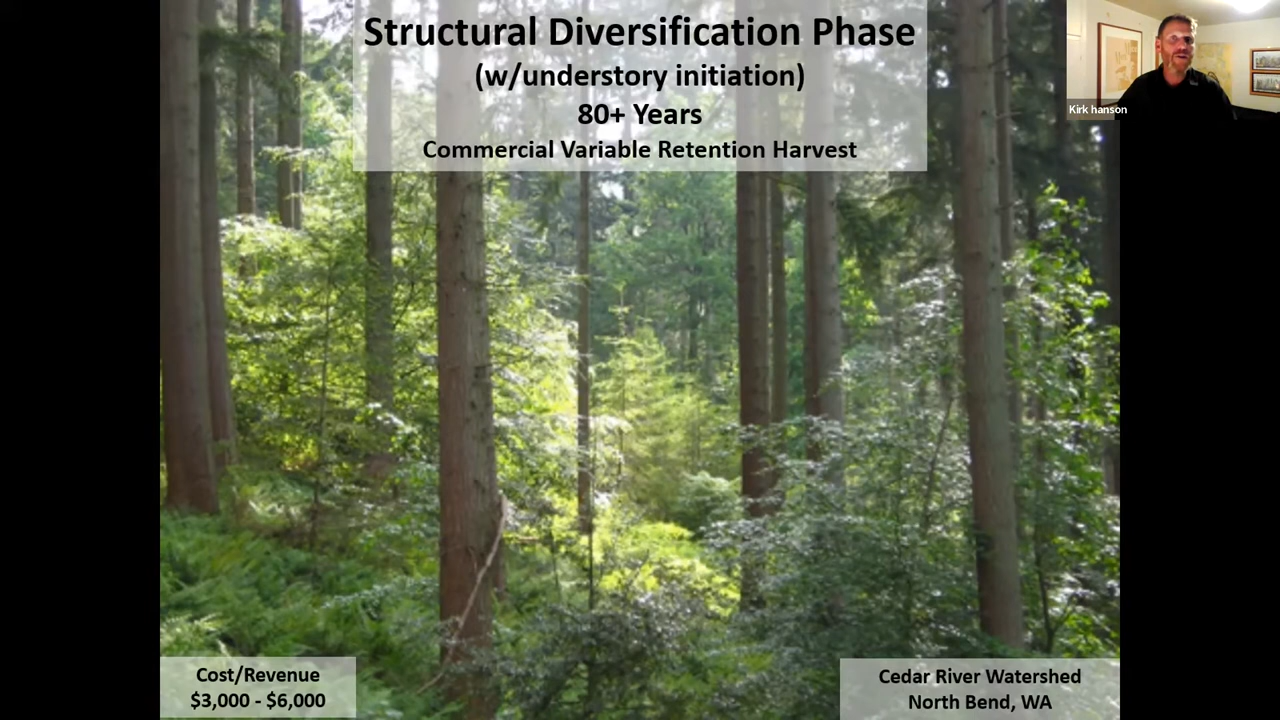 Structural Diversification Phase
(w/understory initiation)
80+ Years
Commercial Variable Retention Harvest
Kirk hanson
Cost/Revenue
$3,000 - $6,000
Cedar River Watershed
North Bend, WA